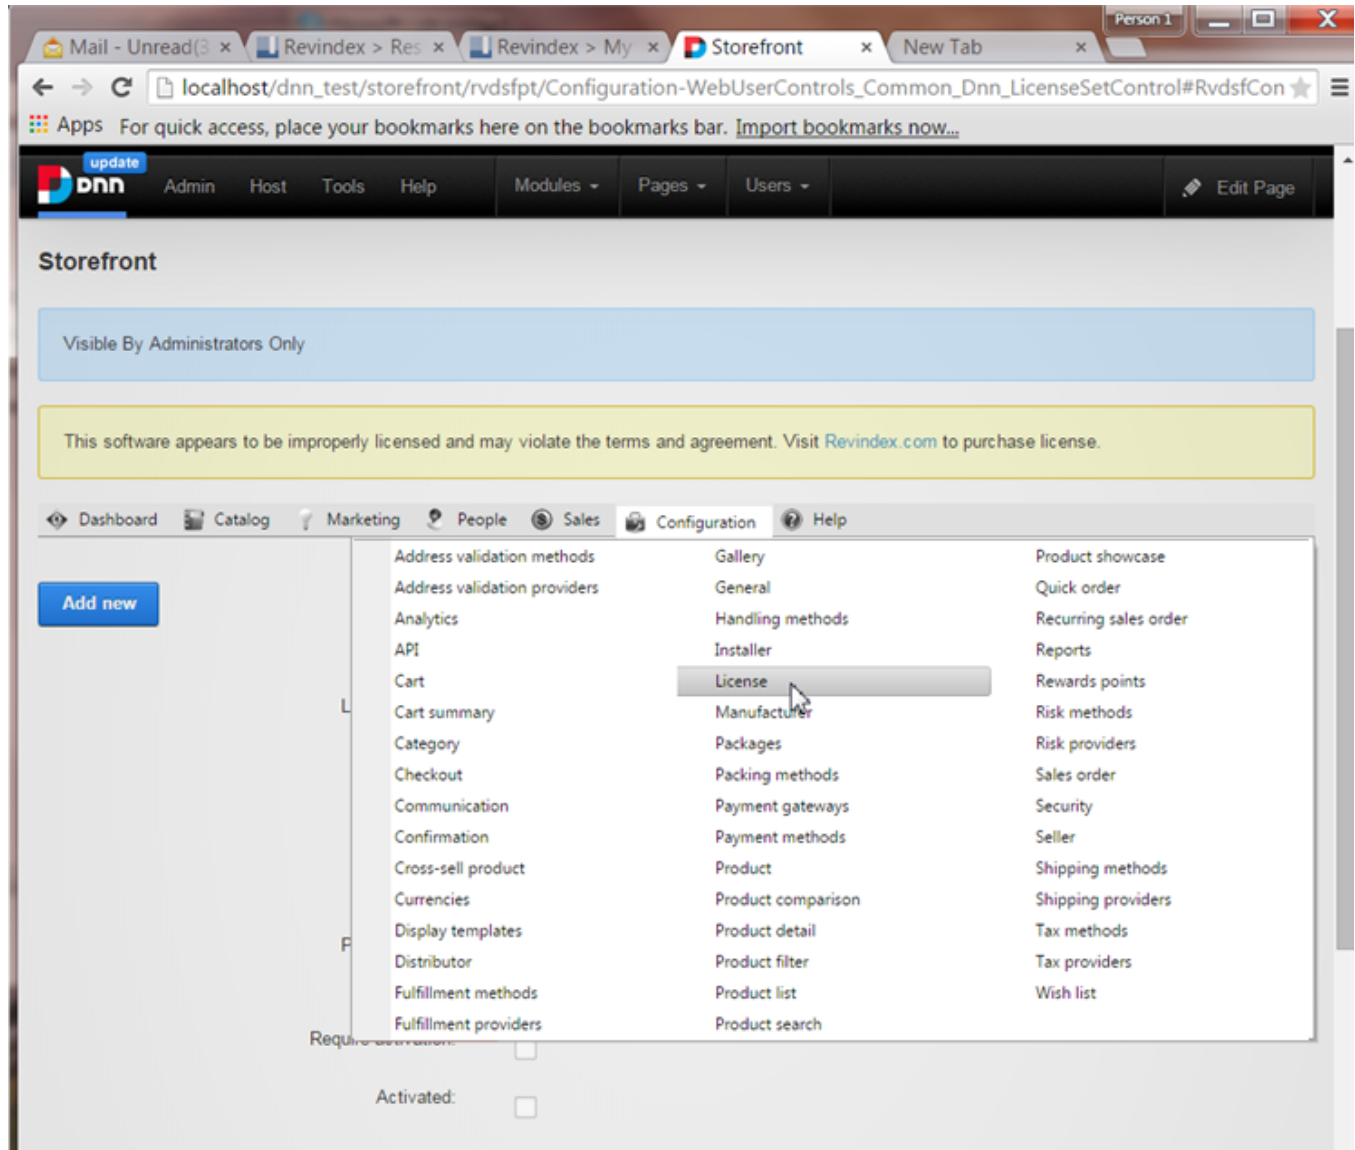 Person 1
Mail - Unread(3
Revindex > Res
Revindex > My
Storefront
New Tab
localhost/dnn_test/storefront/rvdsfpt/Configuration-WebUserControls_Common_Dnn_LicenseSetControl#RvdsfCon
Apps For quick access, place your bookmarks here on the bookmarks bar. Import bookmarks now...
update
DNN Admin Host Tools Help Modules Pages Users Edit Page
Storefront
Visible By Administrators Only
This software appears to be improperly licensed and may violate the terms and agreement. Visit Revindex.com to purchase license.
Dashboard Catalog Marketing People Sales Configuration Help
Add new
Address validation methods
Address validation providers
Analytics
API
Cart
Cart summary
Category
Checkout
Communication
Confirmation
Cross-sell product
Currencies
Display templates
Distributor
Fulfillment methods
Fulfillment providers
Gallery
General
Handling methods
Installer
License
Manufacturer
Packages
Packing methods
Payment gateways
Payment methods
Product
Product comparison
Product detail
Product filter
Product list
Product search
Product showcase
Quick order
Recurring sales order
Reports
Rewards points
Risk methods
Risk providers
Sales order
Security
Seller
Shipping methods
Shipping providers
Tax methods
Tax providers
Wish list
L
P
Require activation:
Activated: